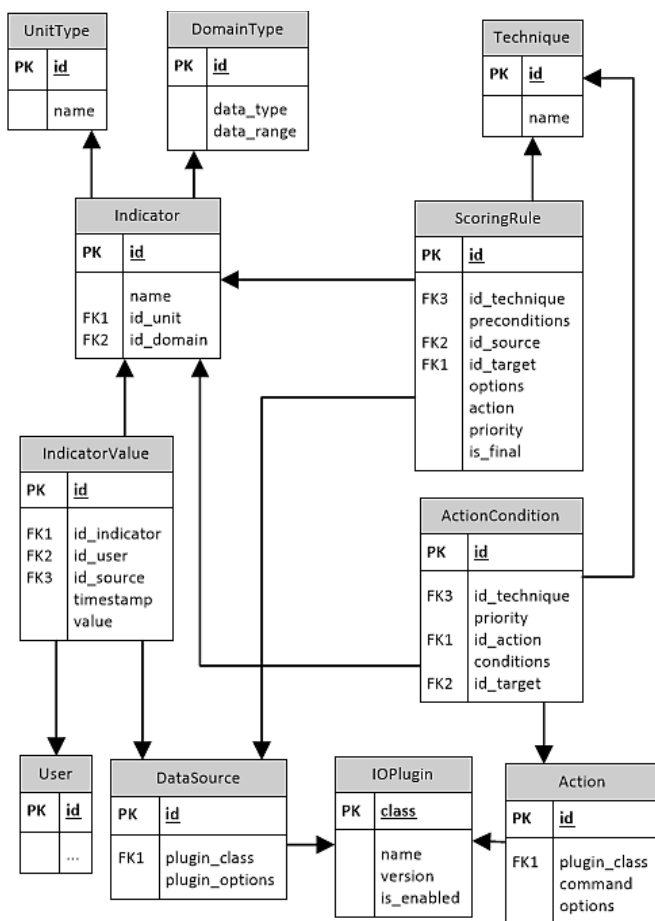 UnitType
PK id
name
DomainType
PK id
data_type
data_range
Technique
PK id
name
Indicator
PK id
name
FK1 id_unit
FK2 id_domain
ScoringRule
PK id
FK3 id_technique
preconditions
FK2 id_source
FK1 id_target
options
action
priority
is_final
IndicatorValue
PK id
FK1 id_indicator
FK2 id_user
FK3 id_source
timestamp
value
ActionCondition
PK id
FK3 id_technique
priority
FK1 id_action
conditions
FK2 id_target
User
PK id
...
DataSource
PK id
FK1 plugin_class
plugin_options
IOPlugin
PK class
name
version
is_enabled
Action
PK id
FK1 plugin_class
command
options